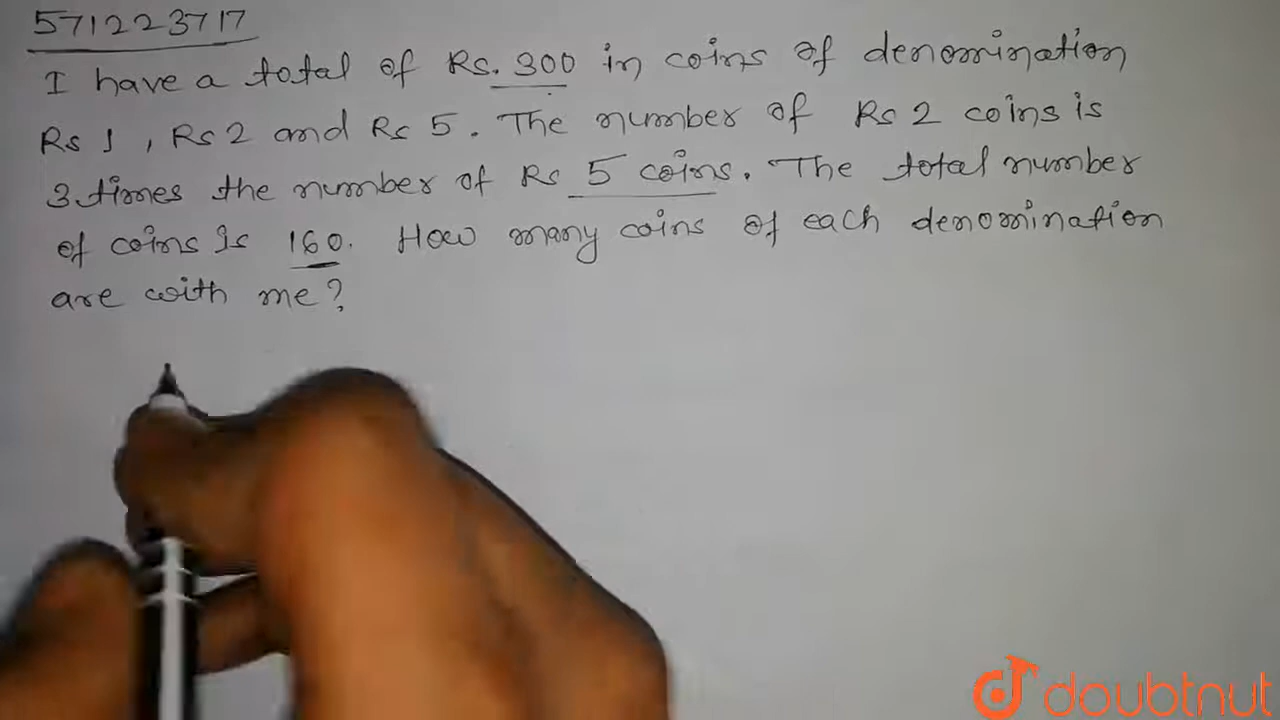 571223717
I have a total of Rs. 300 in coins of denomination
Rs 1, Rs 2 and Rs 5. The number of Rs 2 coins is
3 times the number of Rs 5 coins. The total number
of coins is 160. How many coins of each denomination
are with me?
doubtnut